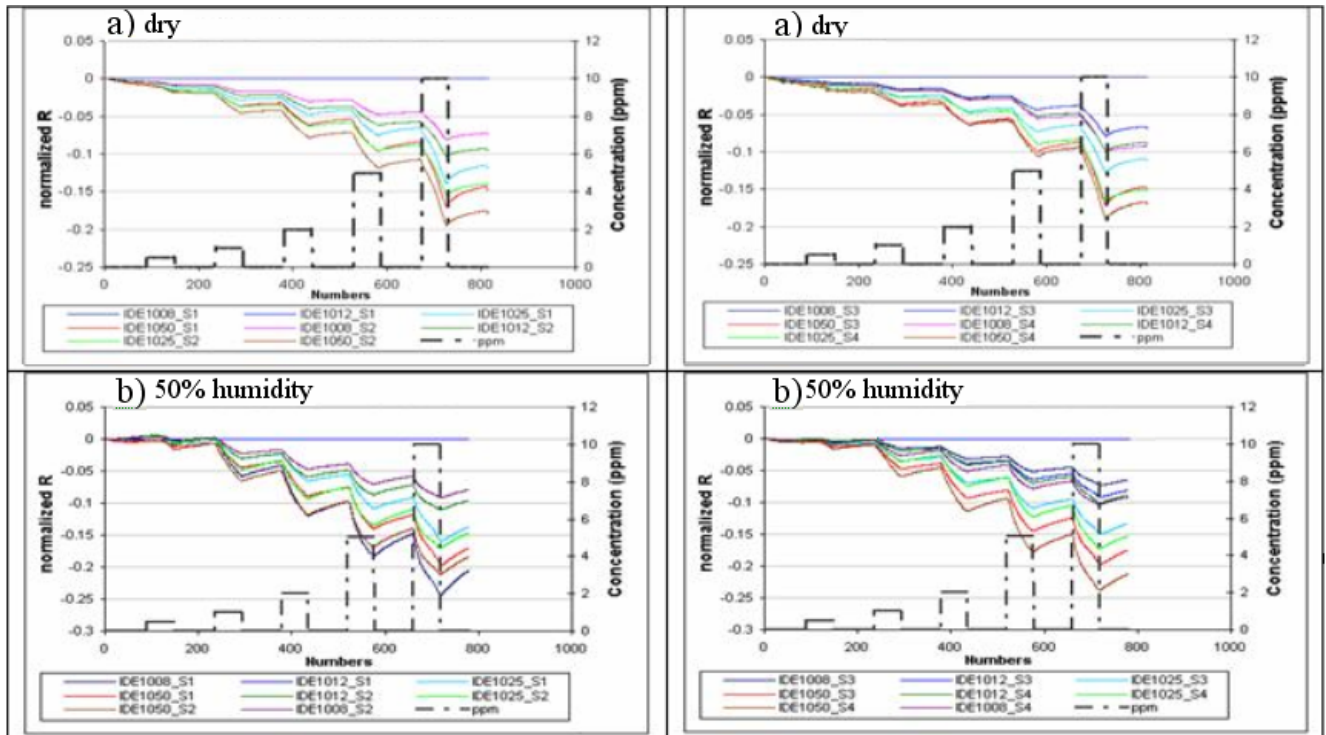 a) dry
0.05
0
-0.05
-0.1
-0.15
-0.2
-0.25
normalized R
12
10
8
6
4
2
0
Concentration (ppm)
0 200 400 600 800 1000
Numbers
IDE1008_S1 IDE1012_S1 IDE1025_S1
IDE1050_S1 IDE1008_S2 IDE1012_S2
IDE1025_S2 IDE1050_S2 ppm
a) dry
0.05
0
-0.05
-0.1
-0.15
-0.2
-0.25
normalized R
12
10
8
6
4
2
0
Concentration (ppm)
0 200 400 600 800 1000
Numbers
IDE1008_S3 IDE1012_S3 IDE1025_S3
IDE1050_S3 IDE1008_S4 IDE1012_S4
IDE1025_S4 IDE1050_S4 ppm
b) 50% humidity
0.05
0
-0.05
-0.1
-0.15
-0.2
-0.25
-0.3
normalized R
12
10
8
6
4
2
0
Concentration (ppm)
0 200 400 600 800 1000
Numbers
IDE1008_S1 IDE1012_S1 IDE1025_S1
IDE1050_S1 IDE1012_S2 IDE1025_S2
IDE1050_S2 IDE1008_S2 ppm
b) 50% humidity
0.05
0
-0.05
-0.1
-0.15
-0.2
-0.25
-0.3
normalized R
12
10
8
6
4
2
0
Concentration (ppm)
0 200 400 600 800 1000
Numbers
IDE1008_S3 IDE1012_S3 IDE1025_S3
IDE1050_S3 IDE1012_S4 IDE1025_S4
IDE1050_S4 IDE1008_S4 ppm